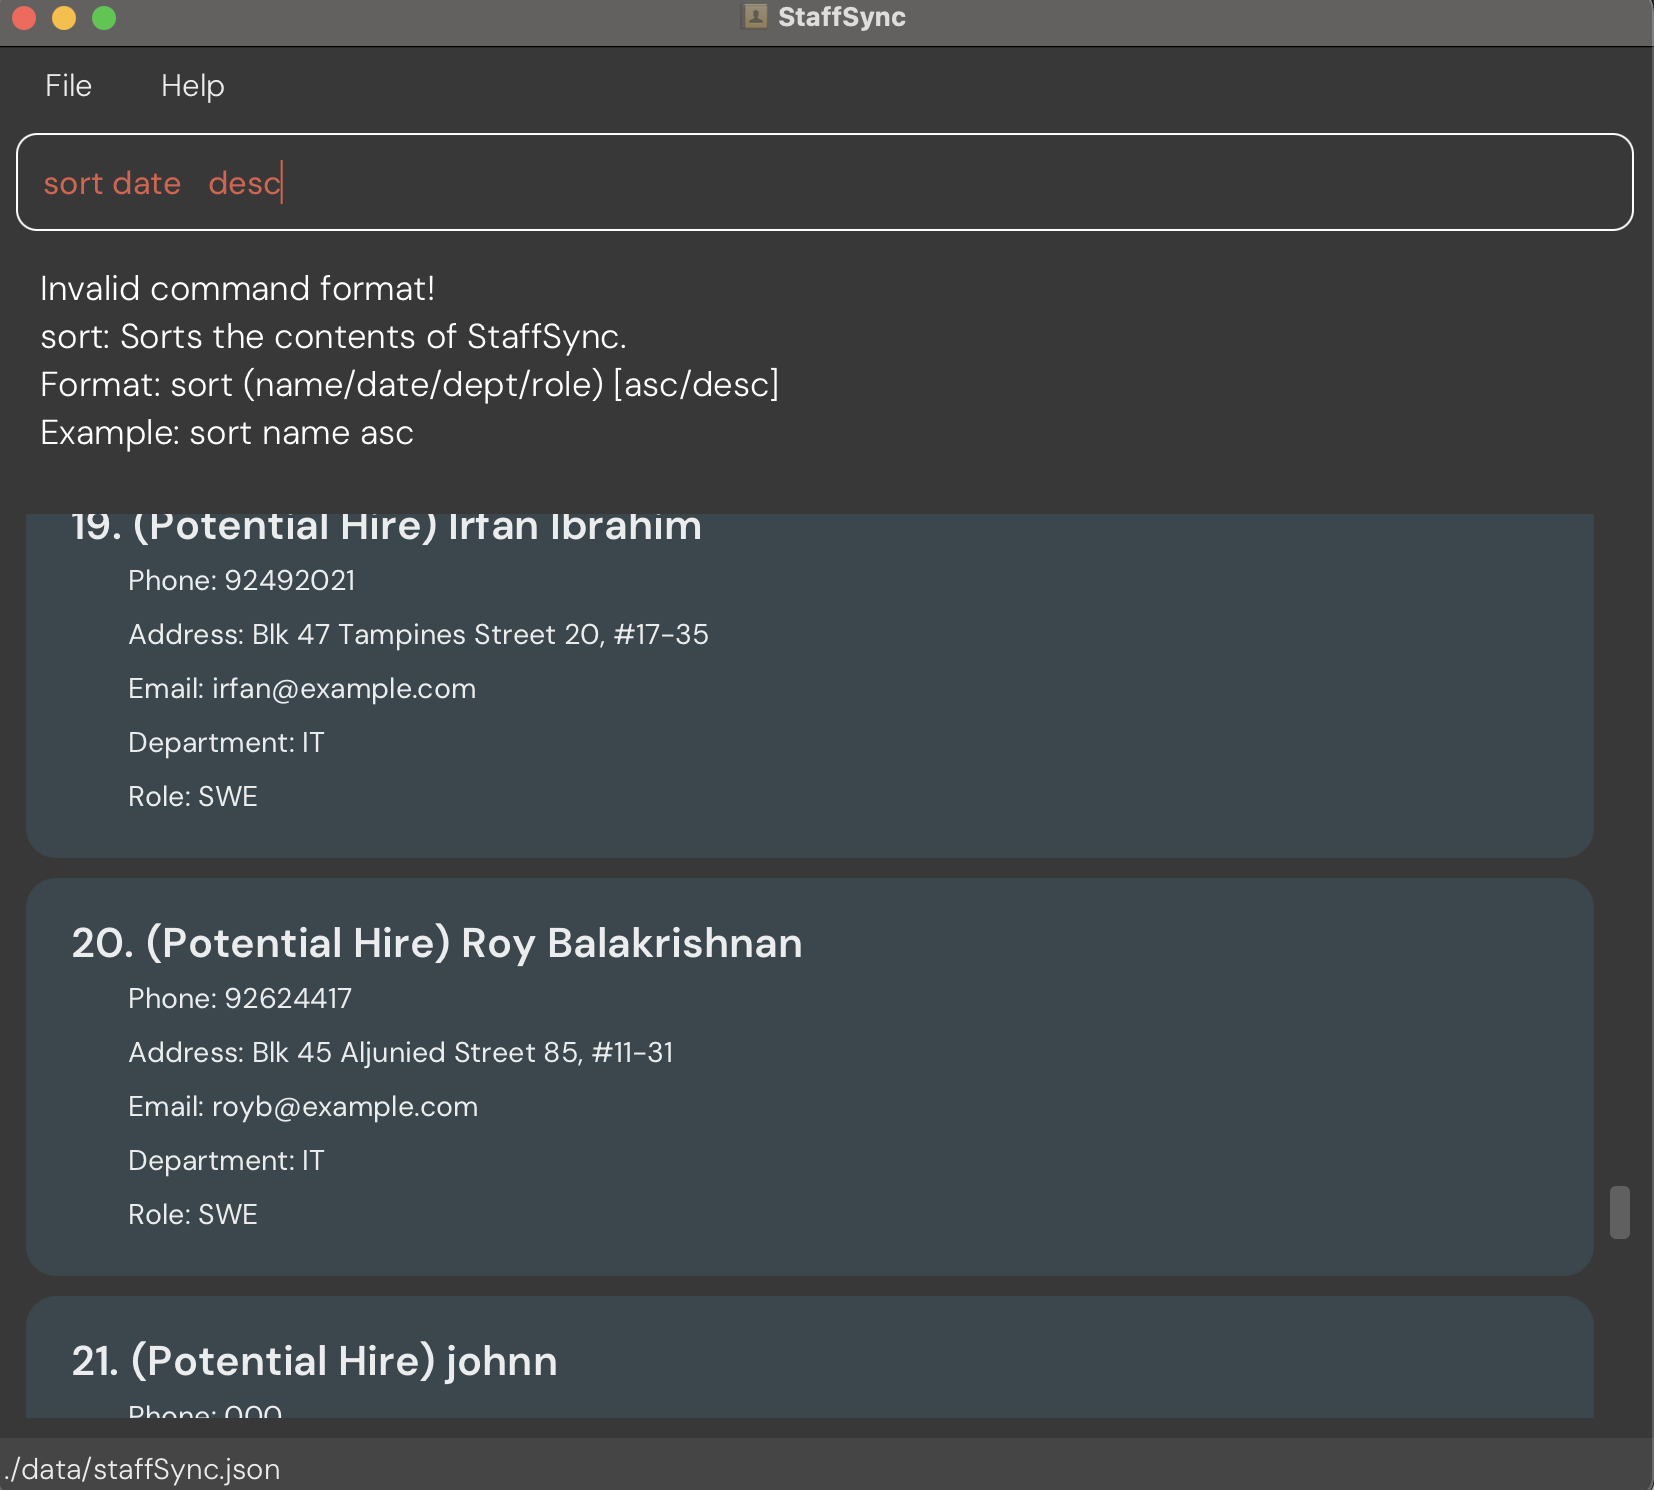 StaffSync
File Help
sort date   desc
Invalid command format!
sort: Sorts the contents of StaffSync.
Format: sort (name/date/dept/role) [asc/desc]
Example: sort name asc
19. (Potential Hire) Irfan Ibrahim
Phone: 92492021
Address: Blk 47 Tampines Street 20, #17-35
Email: irfan@example.com
Department: IT
Role: SWE
20. (Potential Hire) Roy Balakrishnan
Phone: 92624417
Address: Blk 45 Aljunied Street 85, #11-31
Email: royb@example.com
Department: IT
Role: SWE
21. (Potential Hire) johnn
Phone: 000
./data/staffSync.json